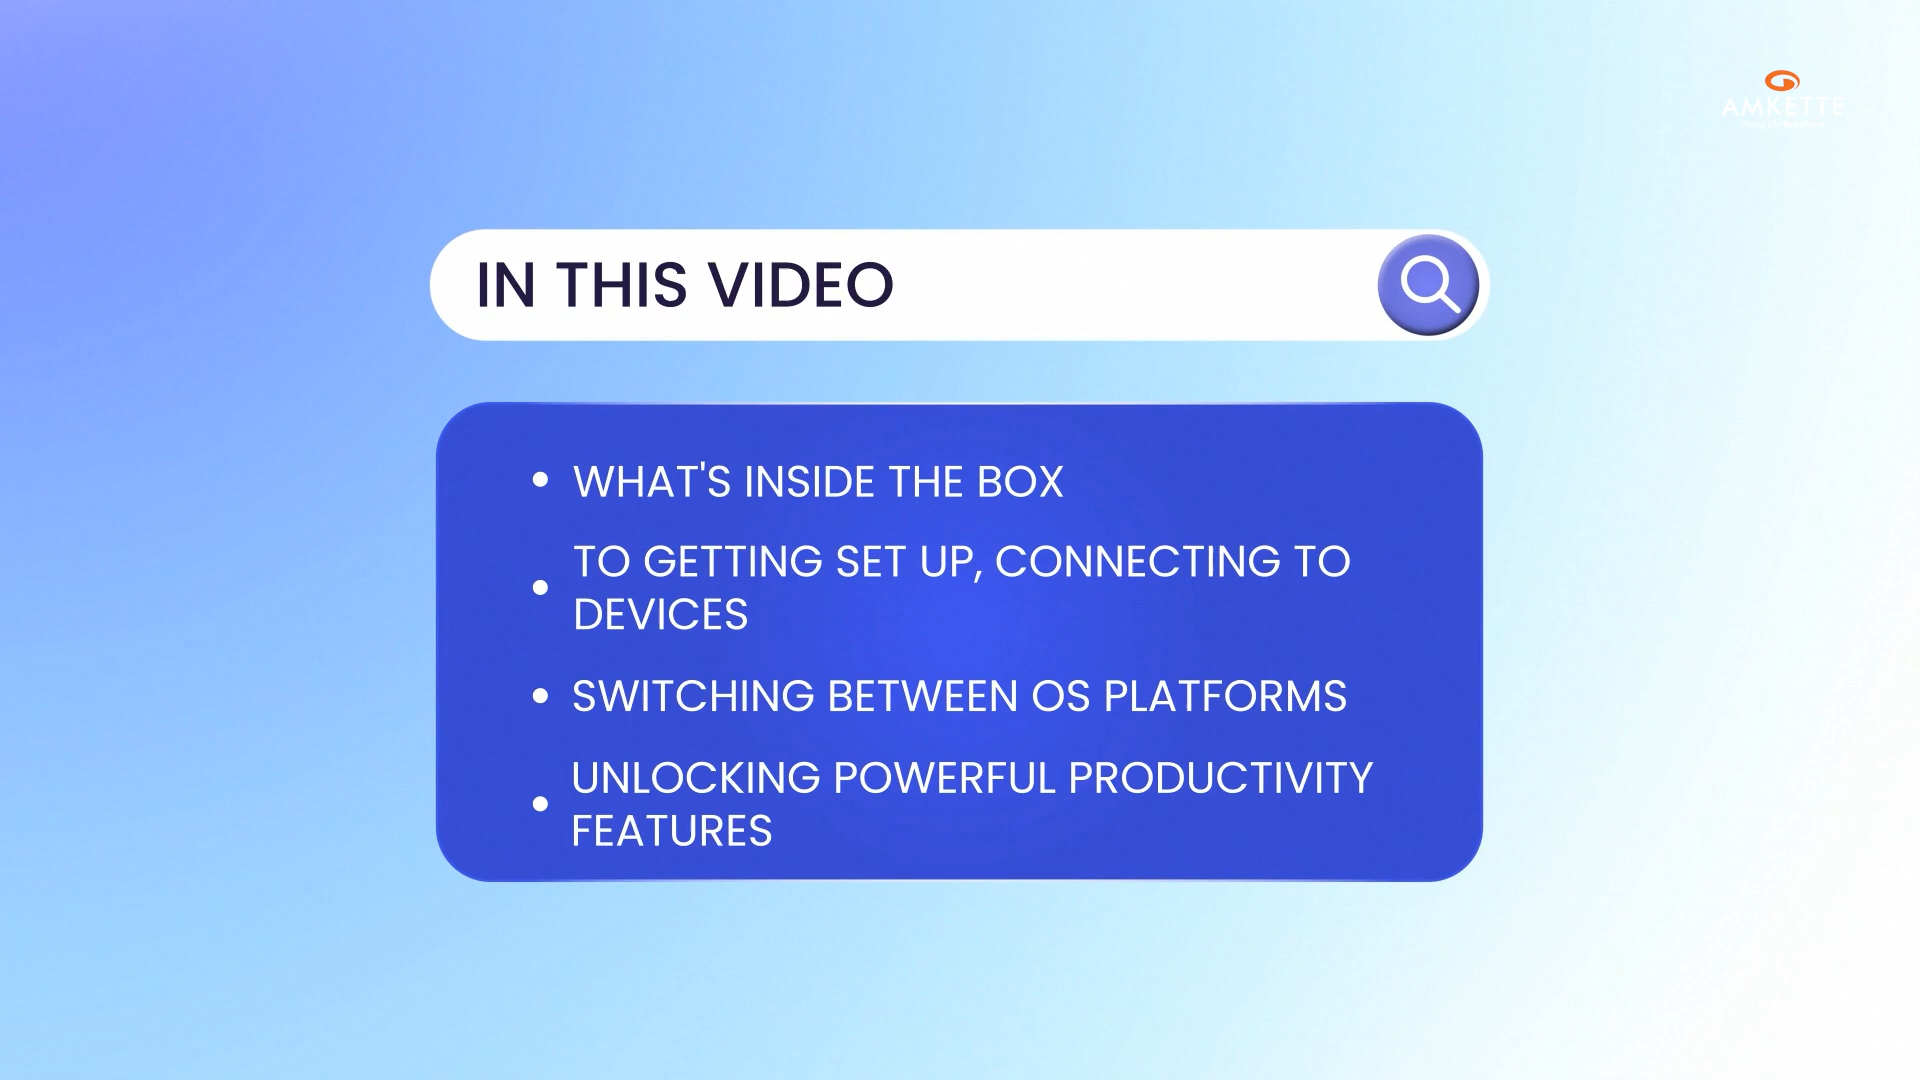 AMKETTE
IN THIS VIDEO
WHAT'S INSIDE THE BOX
TO GETTING SET UP, CONNECTING TO
DEVICES
SWITCHING BETWEEN OS PLATFORMS
UNLOCKING POWERFUL PRODUCTIVITY
FEATURES